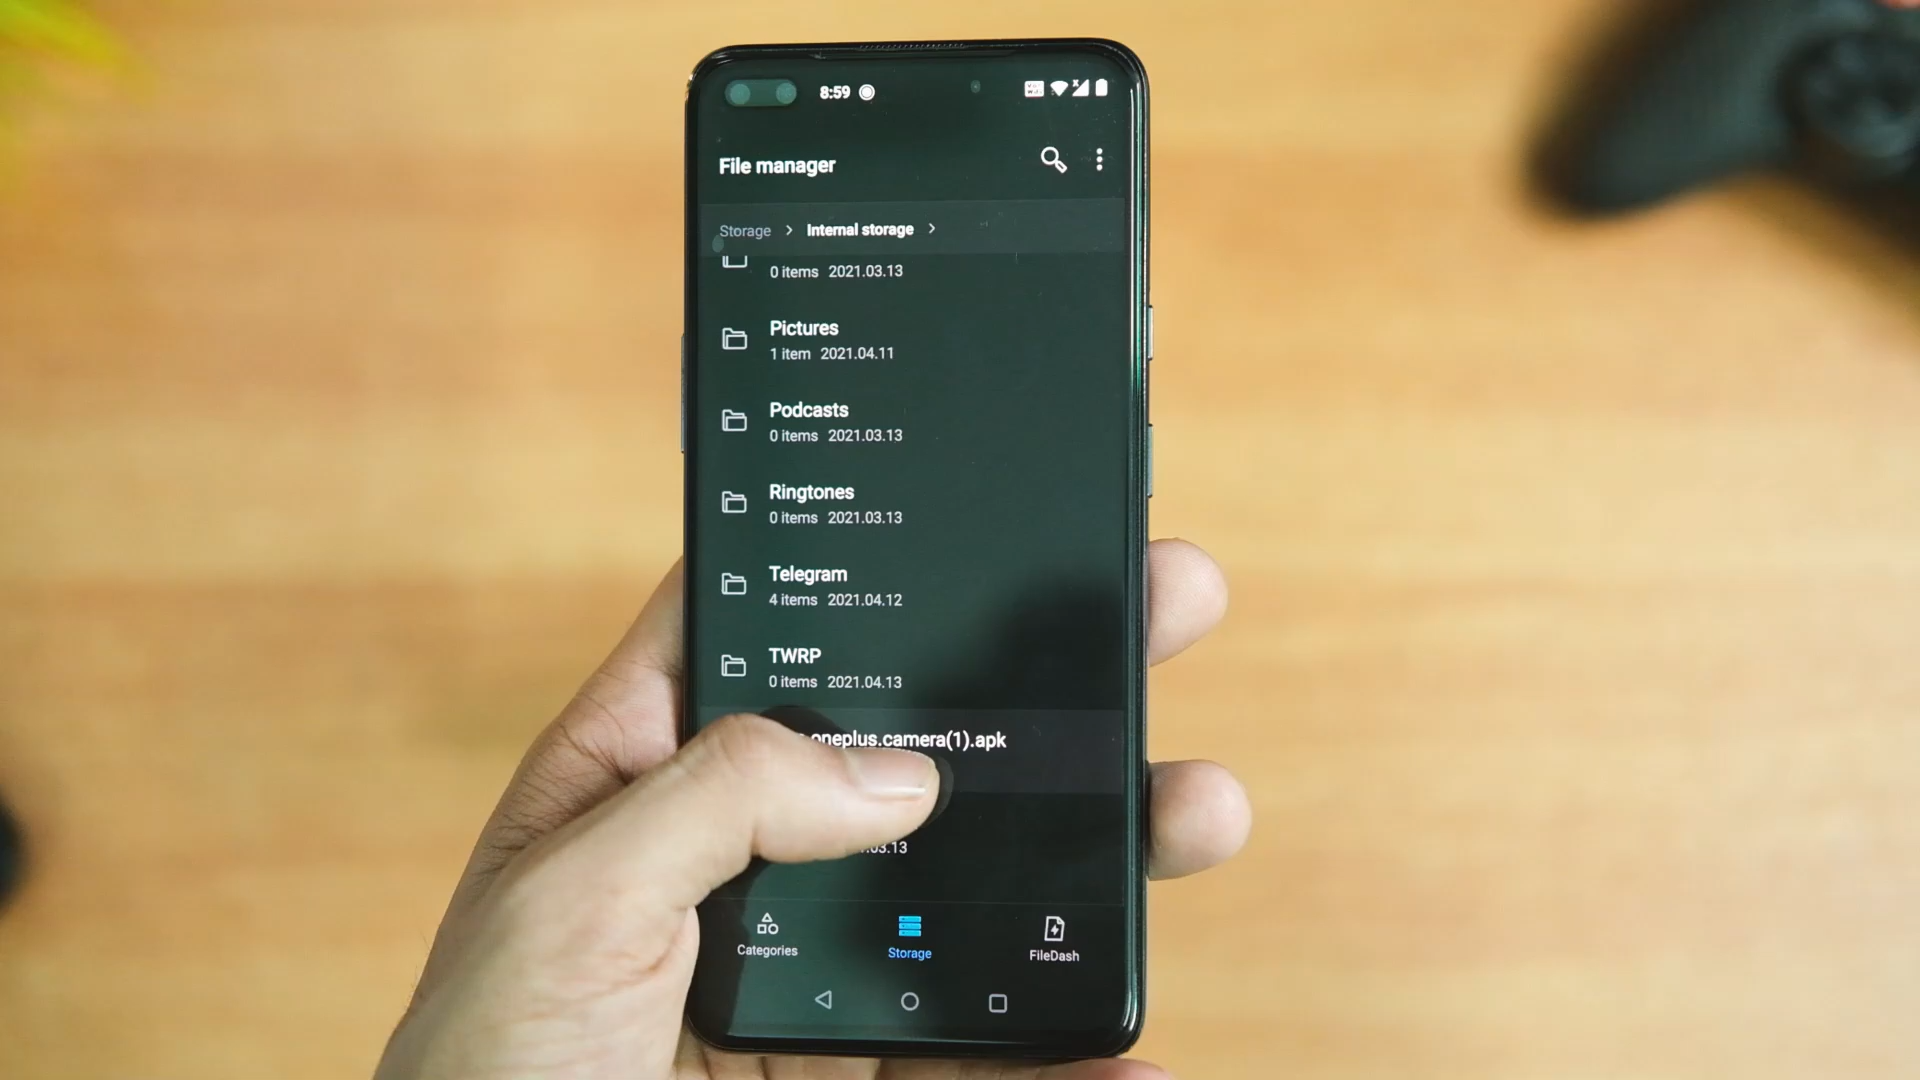 8:59
File manager
Storage > Internal storage >
0 items 2021.03.13
Pictures
1 item 2021.04.11
Podcasts
0 items 2021.03.13
Ringtones
0 items 2021.03.13
Telegram
4 items 2021.04.12
TWRP
0 items 2021.04.13
oneplus.camera(1).apk
.03.13
Categories
Storage
FileDash